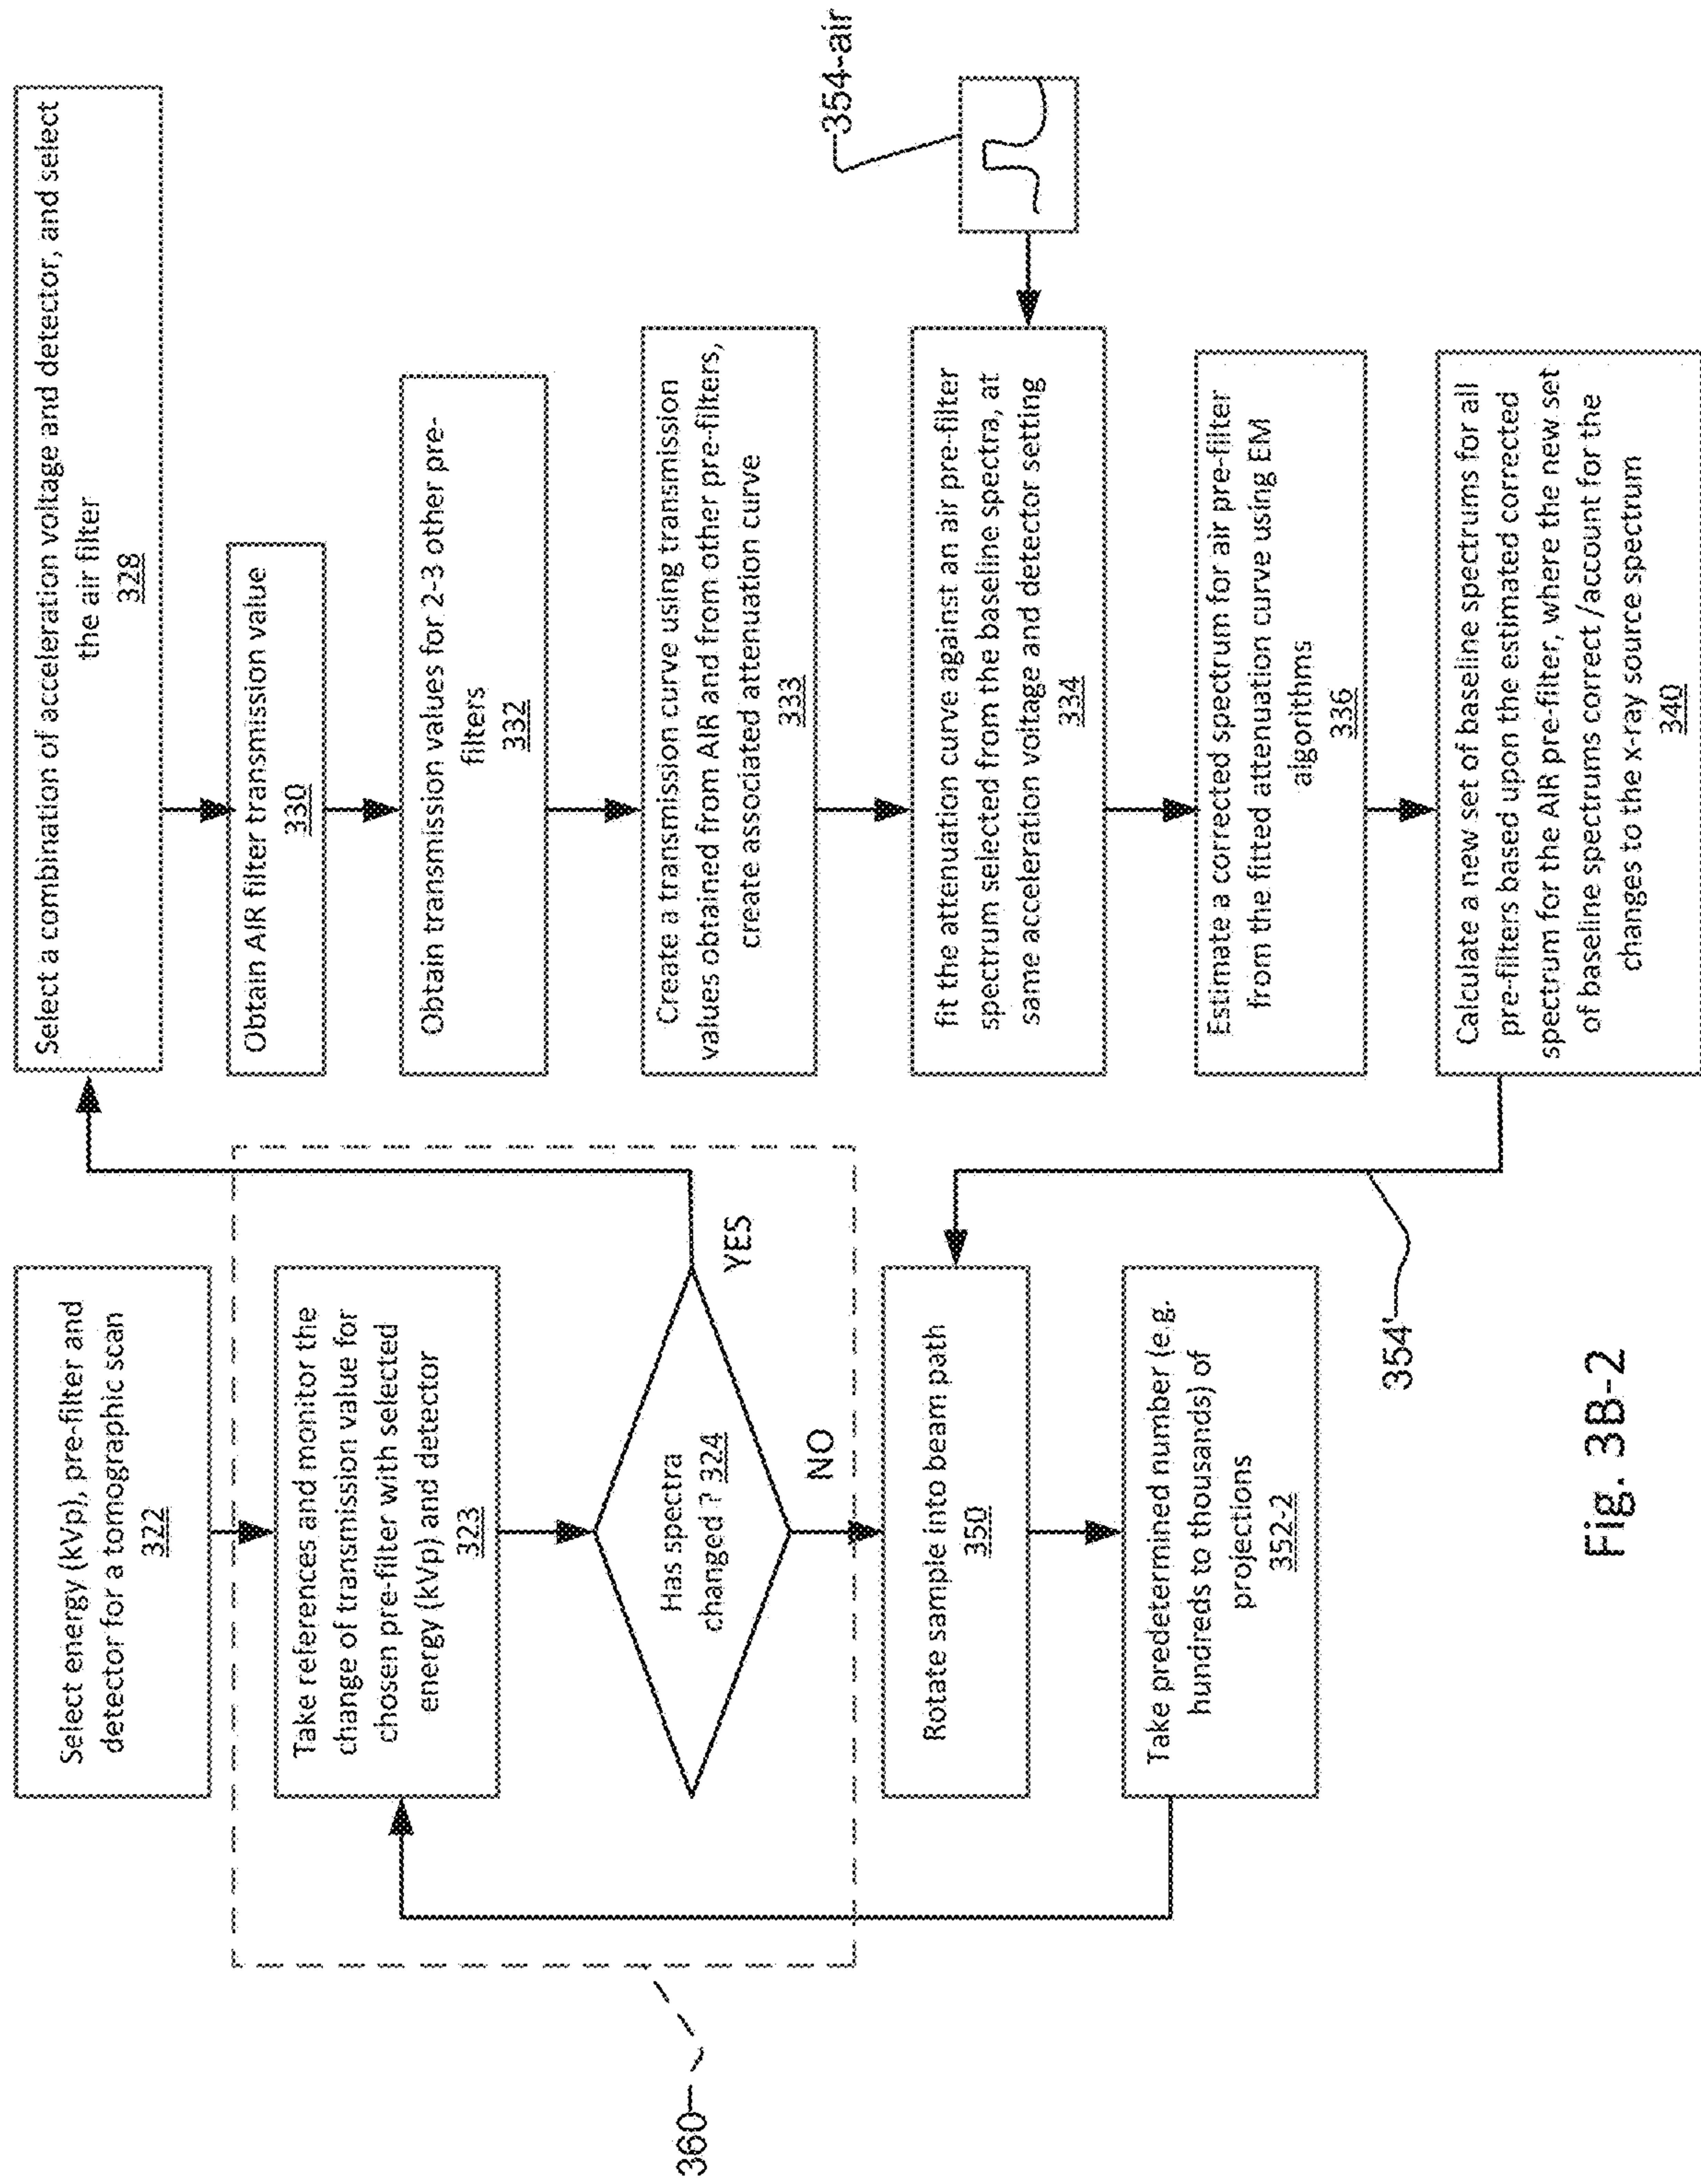 Select energy (kVp), pre-filter and
detector for a tomographic scan
322
Take references and monitor the
change of transmission value for
chosen pre-filter with selected
energy (kVp) and detector
323
Has spectra
changed ? 324
YES
NO
Rotate sample into beam path
350
Take predetermined number (e.g.
hundreds to thousands) of
projections
352-2
360
Select a combination of acceleration voltage and detector, and select
the air filter
328
Obtain AIR filter transmission value
330
Obtain transmission values for 2-3 other pre-
filters
332
Create a transmission curve using transmission
values obtained from AIR and from other pre-filters,
create associated attenuation curve
333
fit the attenuation curve against an air pre-filter
spectrum selected from the baseline spectra, at
same acceleration voltage and detector setting
334
354-air
Estimate a corrected spectrum for air pre-filter
from the fitted attenuation curve using EM
algorithms
336
Calculate a new set of baseline spectrums for all
pre-filters based upon the estimated corrected
spectrum for the AIR pre-filter, where the new set
of baseline spectrums correct /account for the
changes to the x-ray source spectrum
340
354'
Fig. 3B-2